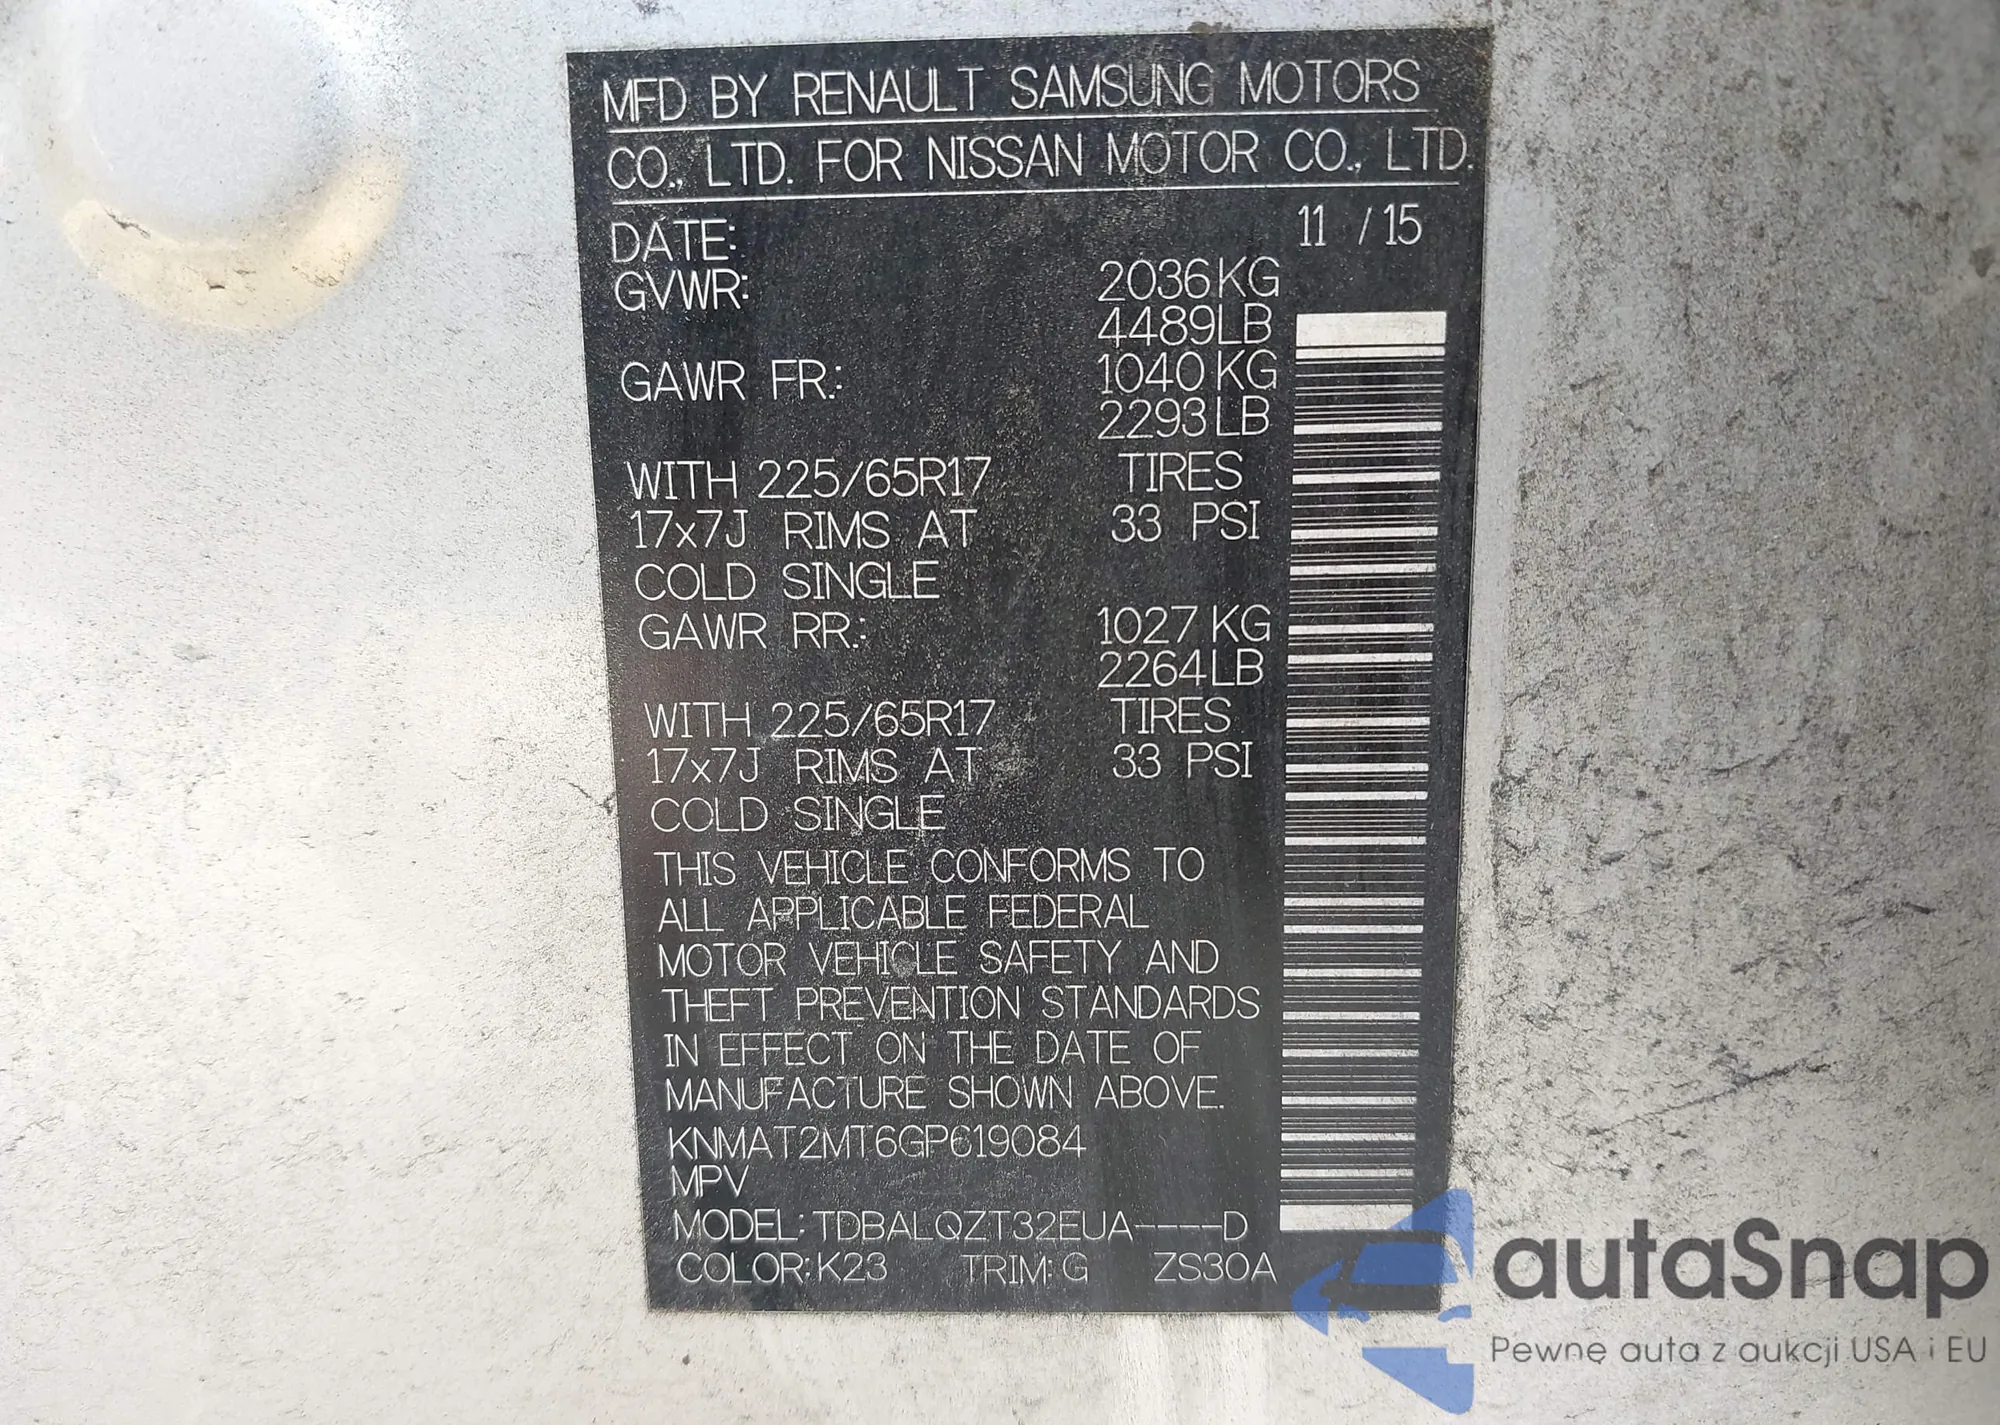 MFD BY RENAULT SAMSUNG MOTORS
CO., LTD. FOR NISSAN MOTOR CO., LTD.
DATE: 11 / 15
GVWR: 2036KG
4489LB
GAWR FR.: 1040KG
2293LB
WITH 225/65R17 TIRES
17x7J RIMS AT 33 PSI
COLD SINGLE
GAWR RR.: 1027KG
2264LB
WITH 225/65R17 TIRES
17x7J RIMS AT 33 PSI
COLD SINGLE
THIS VEHICLE CONFORMS TO
ALL APPLICABLE FEDERAL
MOTOR VEHICLE SAFETY AND
THEFT PREVENTION STANDARDS
IN EFFECT ON THE DATE OF
MANUFACTURE SHOWN ABOVE.
KNMAT2MT6GP619084
MPV
MODEL: TDBALQZT32EUA----D
COLOR: K23 TRIM: G ZS30A
autaSnap
Pewne auta z aukcji USA i EU